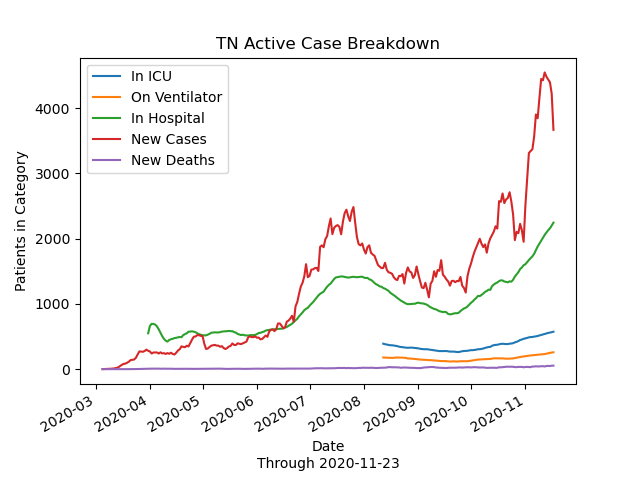 TN Active Case Breakdown
In ICU
On Ventilator
In Hospital
New Cases
New Deaths
4000
3000
2000
1000
0
Patients in Category
2020-03
2020-04
2020-05
2020-06
2020-07
2020-08
2020-09
2020-10
2020-11
Date
Through 2020-11-23